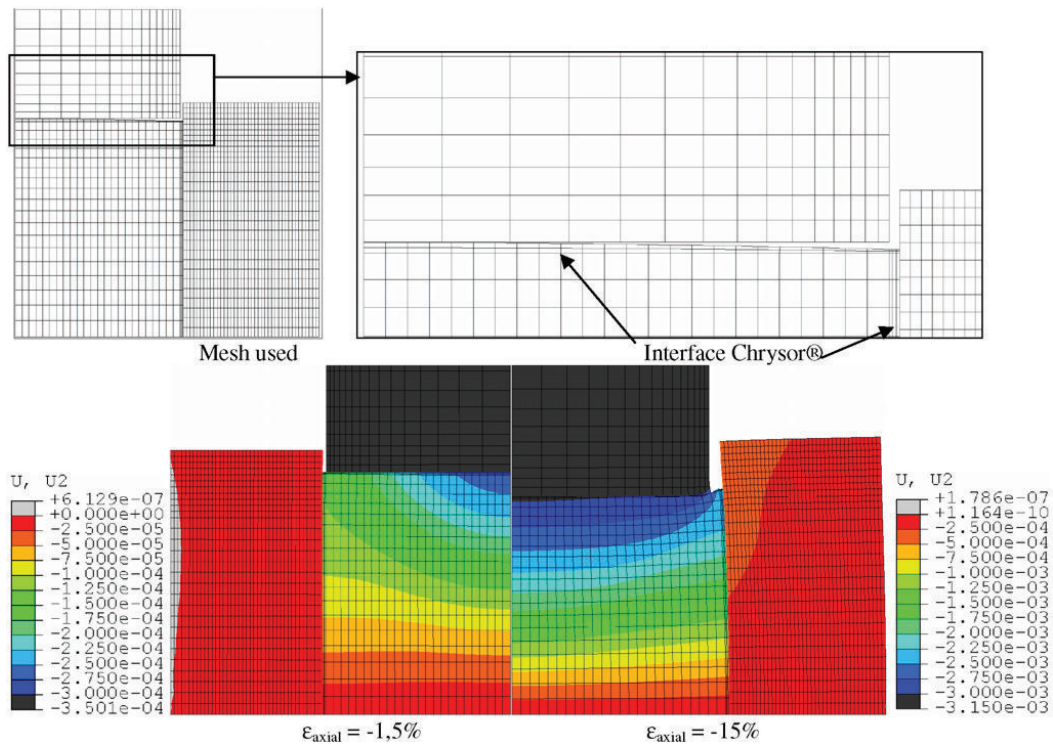 Mesh used
Interface Chrysor®
U, U2
+6.129e-07
+0.000e+00
-2.500e-05
-5.000e-05
-7.500e-05
-1.000e-04
-1.250e-04
-1.500e-04
-1.750e-04
-2.000e-04
-2.250e-04
-2.500e-04
-2.750e-04
-3.000e-04
-3.501e-04
U, U2
+1.786e-07
+1.164e-10
-2.500e-04
-5.000e-04
-7.500e-04
-1.000e-03
-1.250e-03
-1.500e-03
-1.750e-03
-2.000e-03
-2.250e-03
-2.500e-03
-2.750e-03
-3.000e-03
-3.150e-03
εaxial = -1,5%
εaxial = -15%